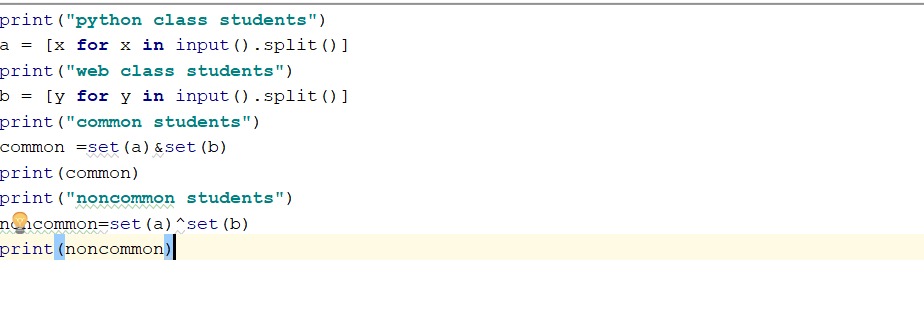 print("python class students")
a = [x for x in input().split()]
print("web class students")
b = [y for y in input().split()]
print("common students")
common =set(a)&set(b)
print(common)
print("noncommon students")
noncommon=set(a)^set(b)
print(noncommon)